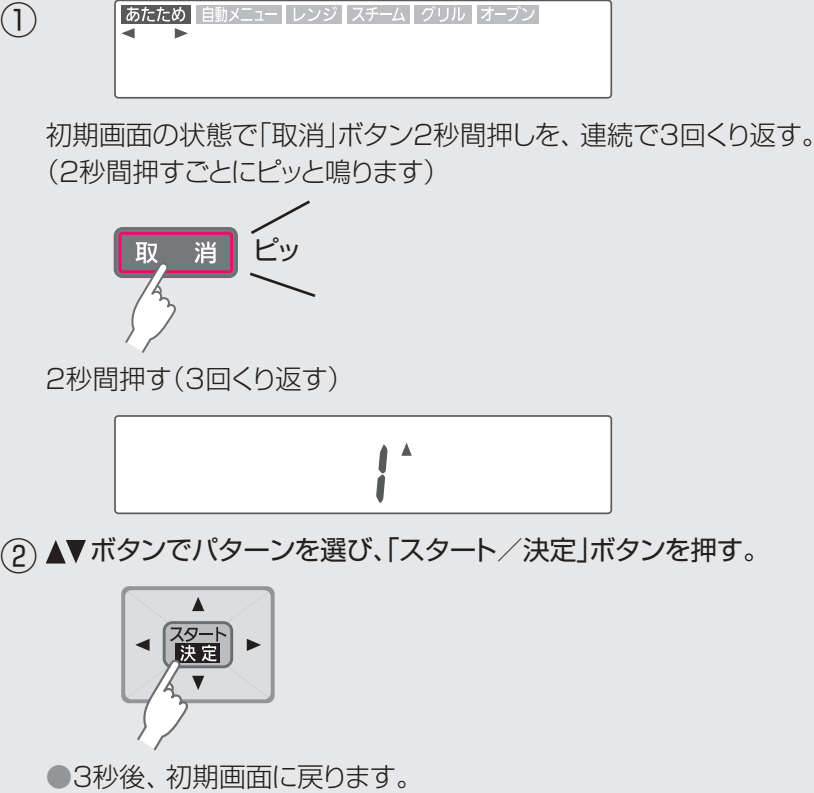 ①
あたため 自動メニュー レンジ スチーム グリル オーブン
◀ ▶
初期画面の状態で「取消」ボタン2秒間押しを、連続で3回くり返す。
（2秒間押すごとにピッと鳴ります）
取 消 ピッ
2秒間押す（3回くり返す）
1▲
② ▲▼ボタンでパターンを選び、「スタート／決定」ボタンを押す。
▲
スタート
◀ 決定 ▶
▼
●3秒後、初期画面に戻ります。